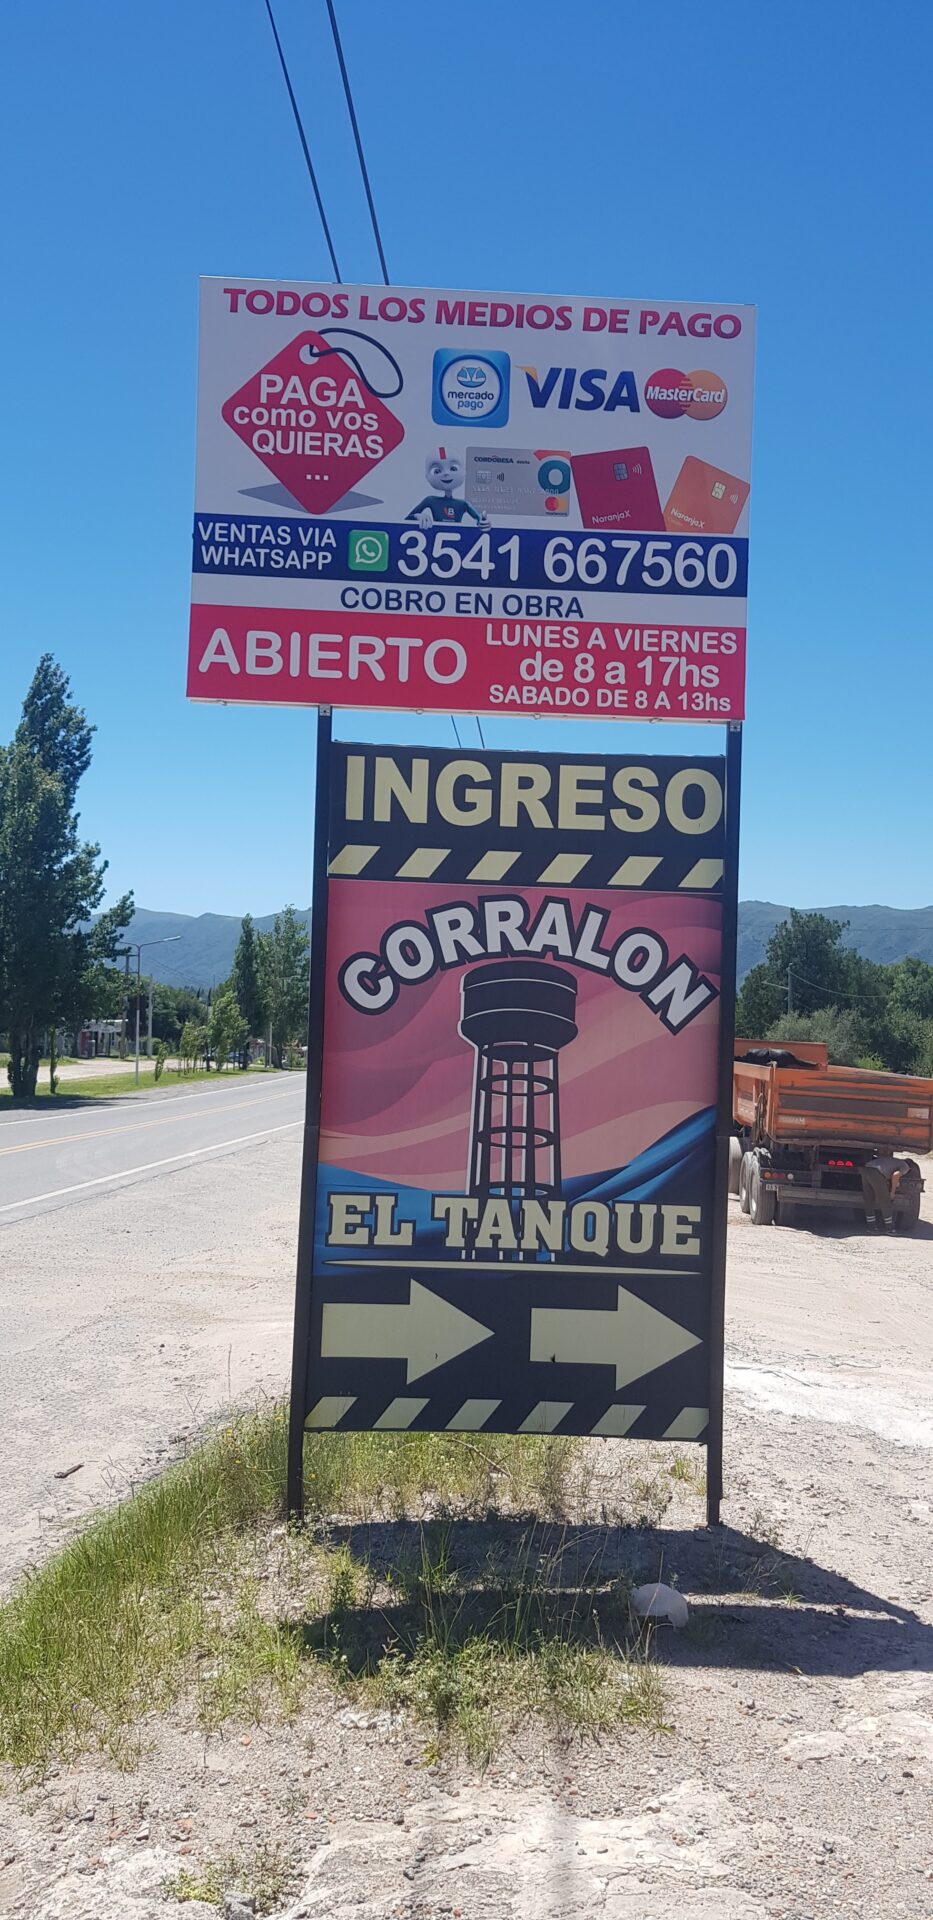 TODOS LOS MEDIOS DE PAGO
PAGA
como vos
QUIERAS
...
mercado
pago
VISA
MasterCard
CORDOBESA
NaranjaX
NaranjaX
VENTAS VIA
WHATSAPP
3541 667560
COBRO EN OBRA
ABIERTO
LUNES A VIERNES
de 8 a 17hs
SABADO DE 8 A 13hs
INGRESO
CORRALON
EL TANQUE